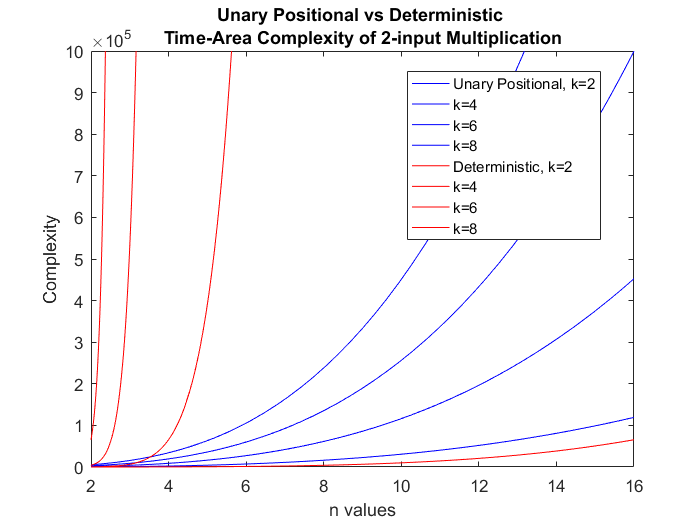 Unary Positional vs Deterministic
Time-Area Complexity of 2-input Multiplication
×10^5
10
9
8
7
6
5
4
3
2
1
0
Complexity
2 4 6 8 10 12 14 16
n values
Unary Positional, k=2
k=4
k=6
k=8
Deterministic, k=2
k=4
k=6
k=8